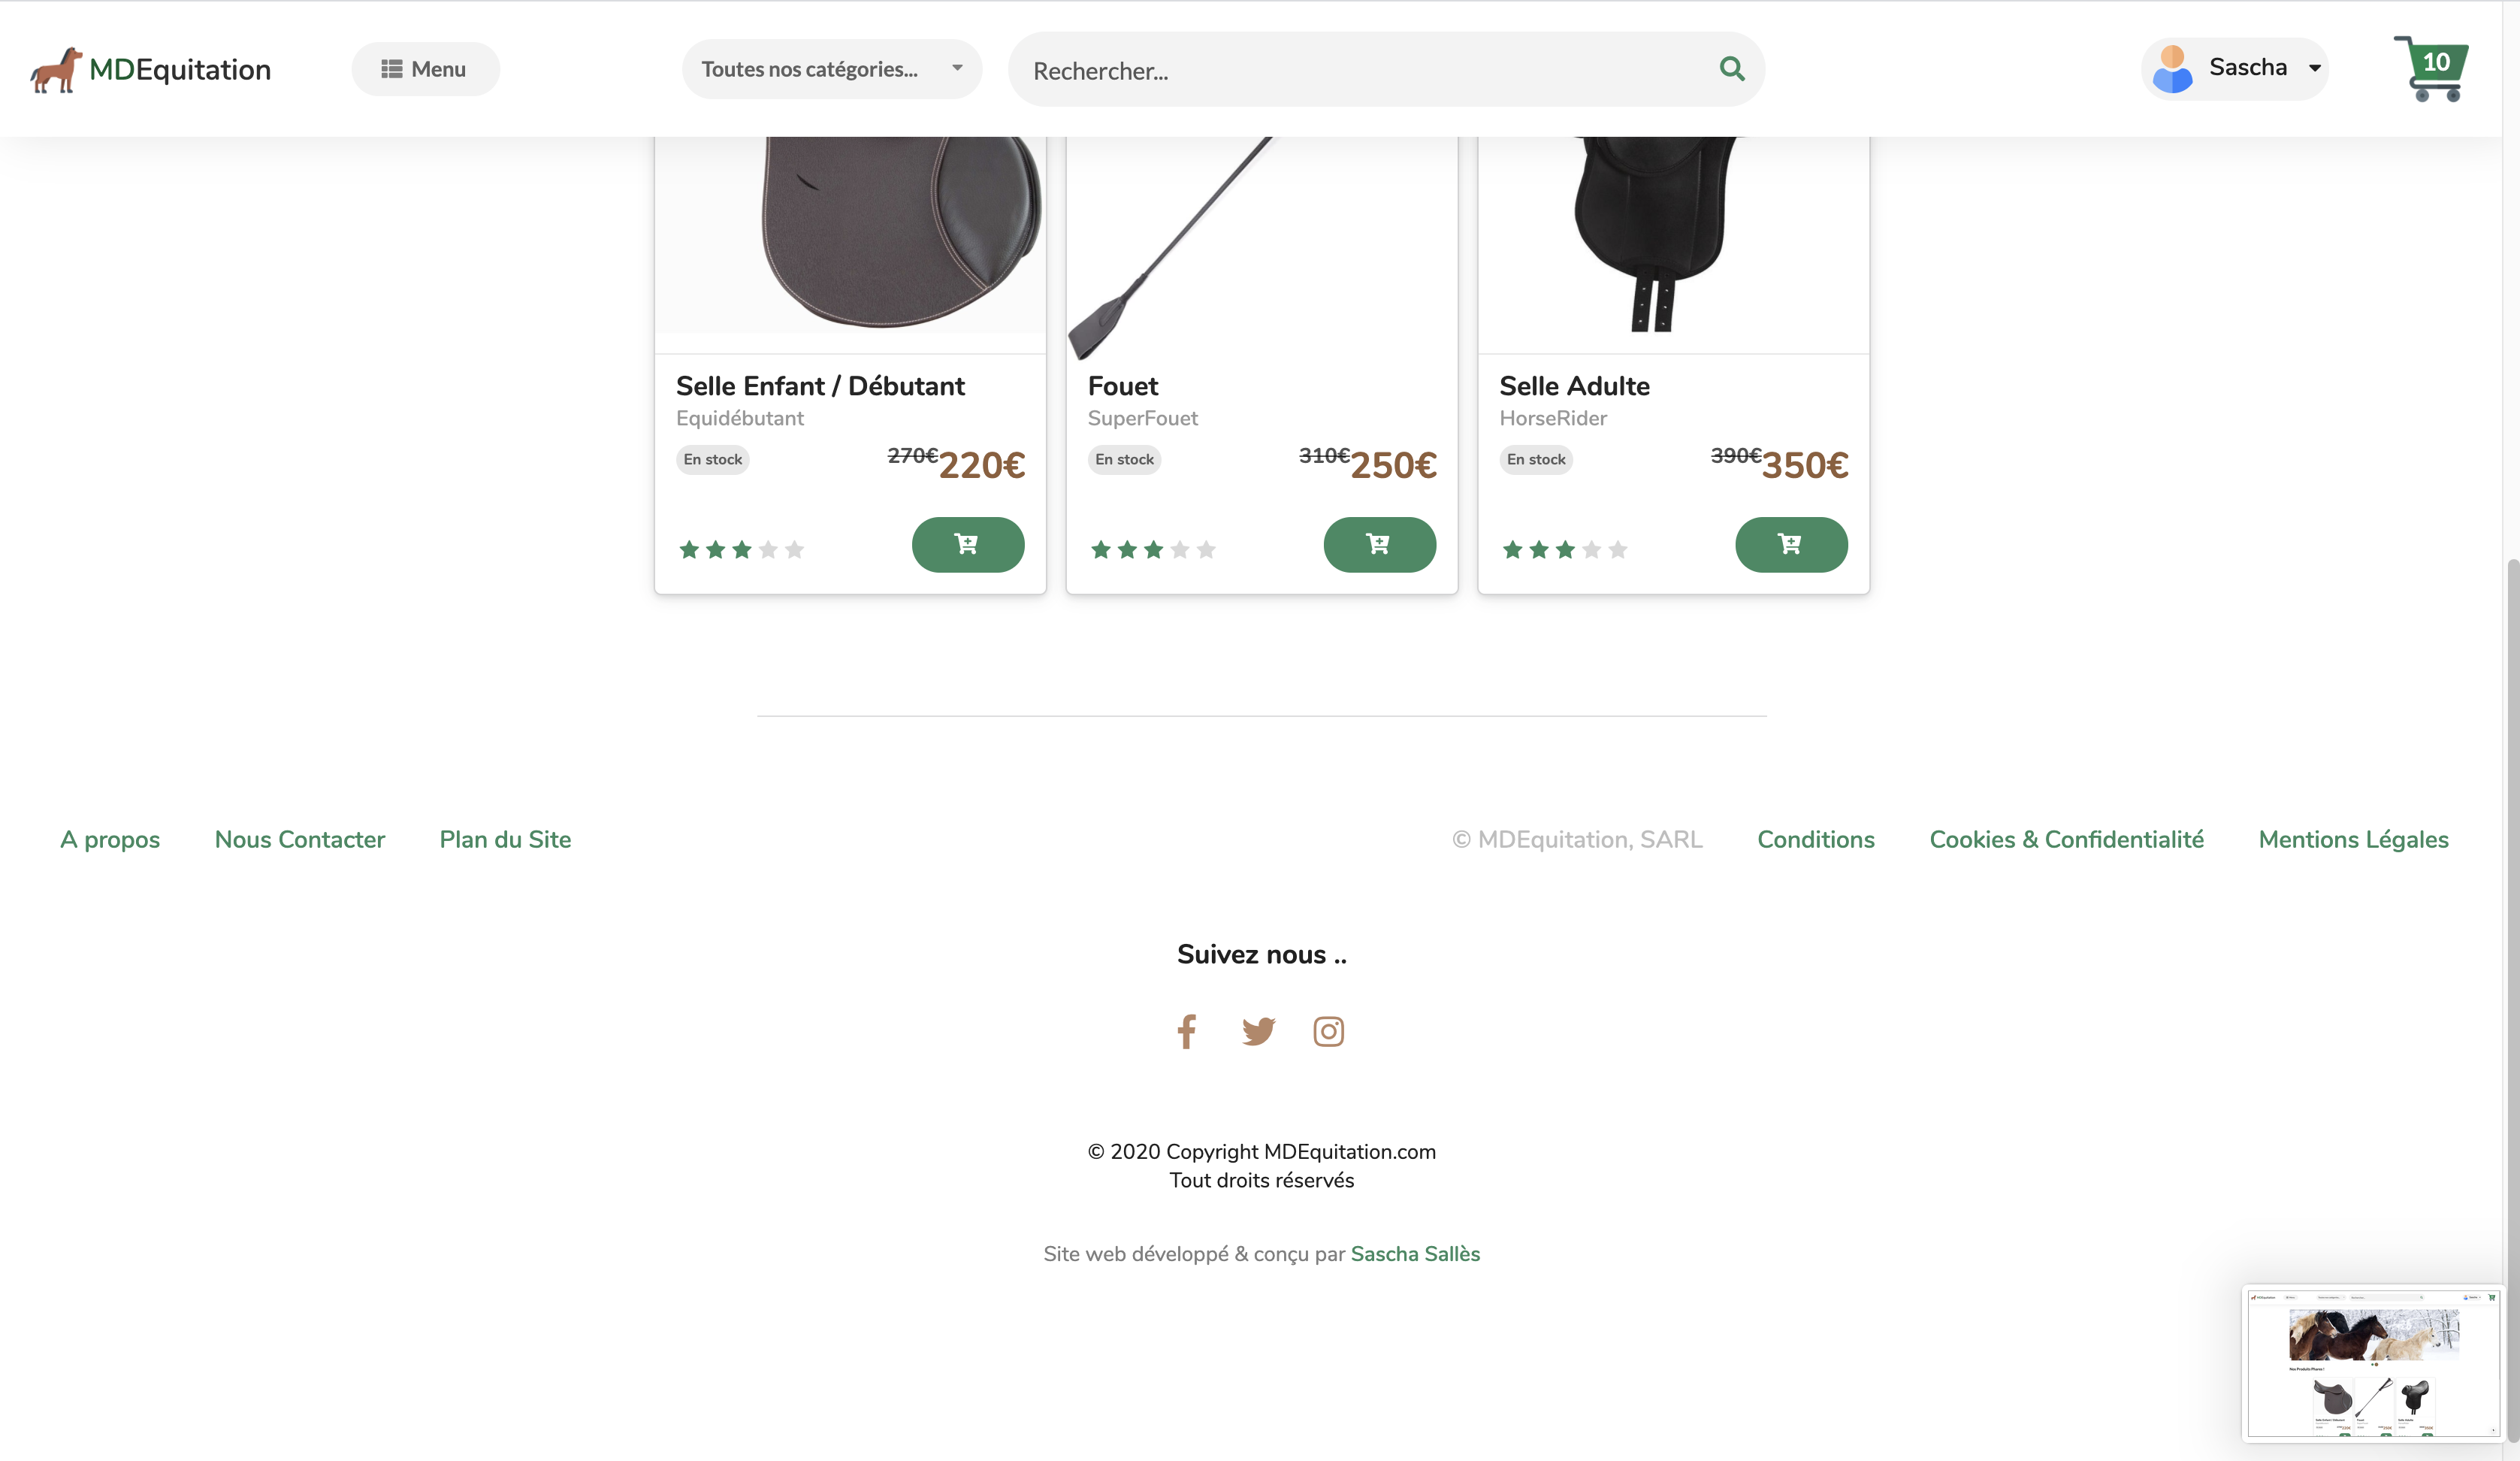 MDEquitation
Menu
Toutes nos catégories...
Rechercher...
Sascha
10
Selle Enfant / Débutant
Equidébutant
En stock
270€220€
Fouet
SuperFouet
En stock
310€250€
Selle Adulte
HorseRider
En stock
390€350€
A propos
Nous Contacter
Plan du Site
© MDEquitation, SARL
Conditions
Cookies & Confidentialité
Mentions Légales
Suivez nous ..
© 2020 Copyright MDEquitation.com
Tout droits réservés
Site web développé & conçu par Sascha Sallès